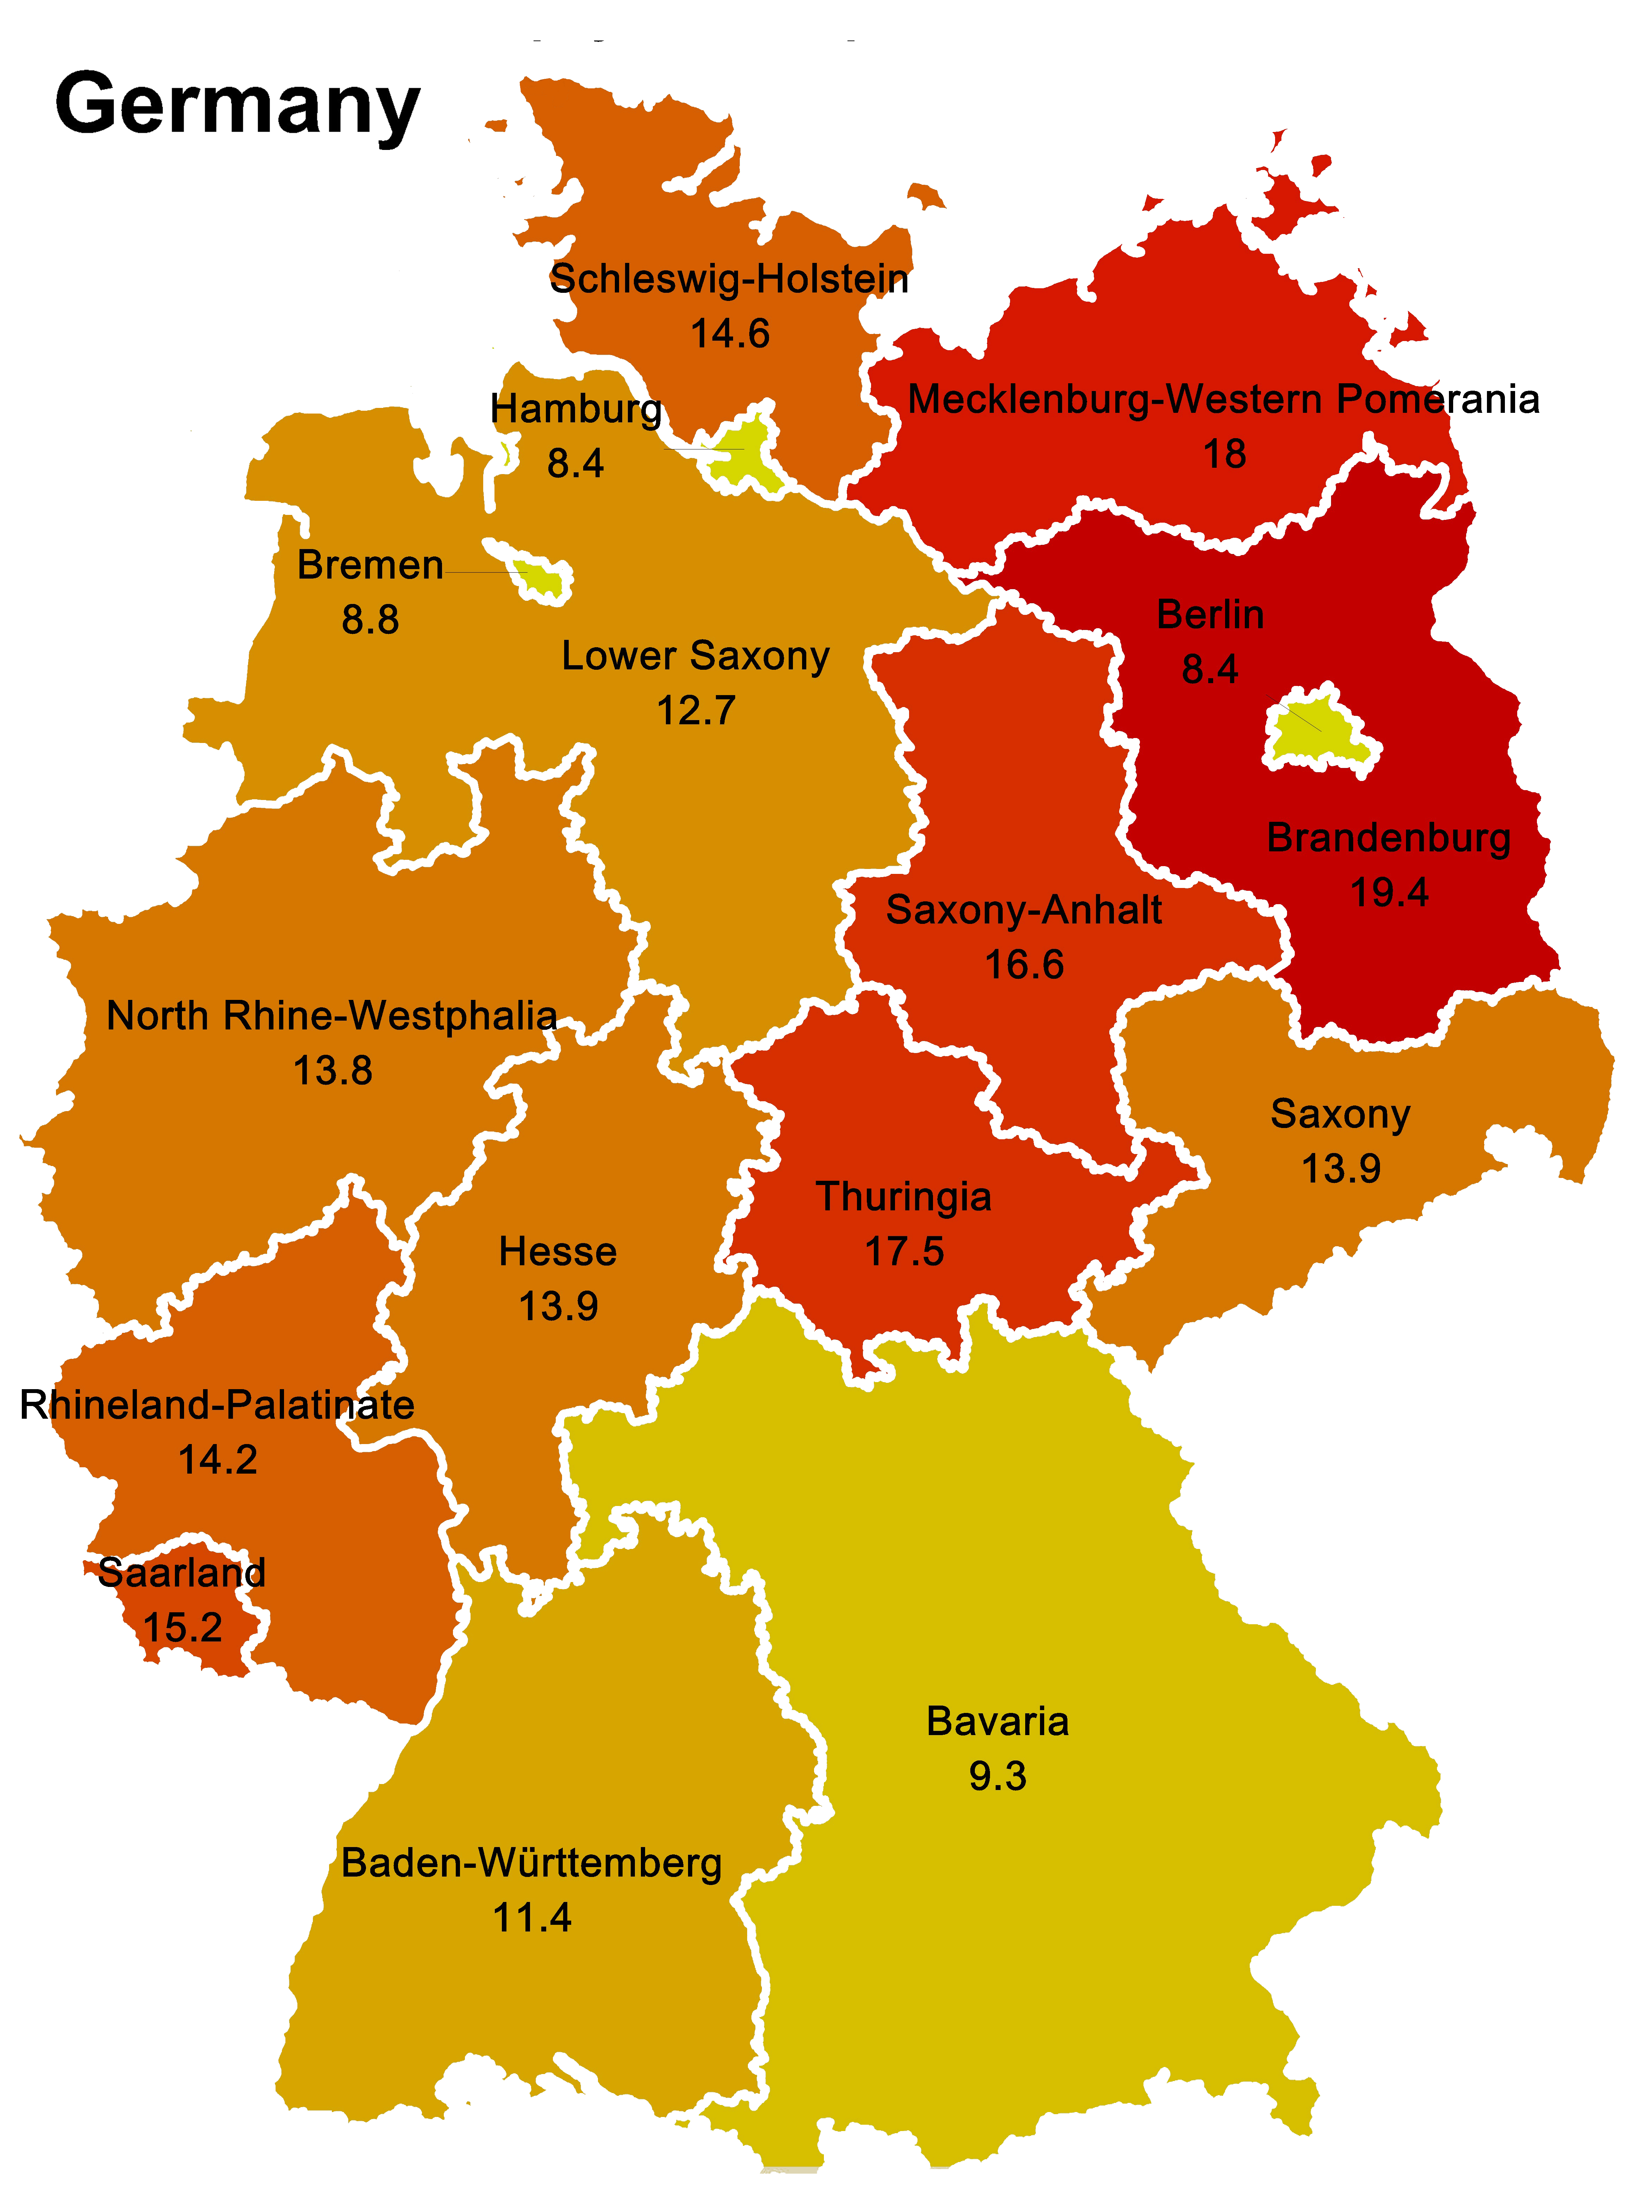 Germany
Schleswig-Holstein
14.6
Mecklenburg-Western Pomerania
18
Hamburg
8.4
Bremen
8.8
Berlin
8.4
Lower Saxony
12.7
Brandenburg
19.4
Saxony-Anhalt
16.6
North Rhine-Westphalia
13.8
Saxony
13.9
Thuringia
17.5
Hesse
13.9
Rhineland-Palatinate
14.2
Saarland
15.2
Bavaria
9.3
Baden-Württemberg
11.4